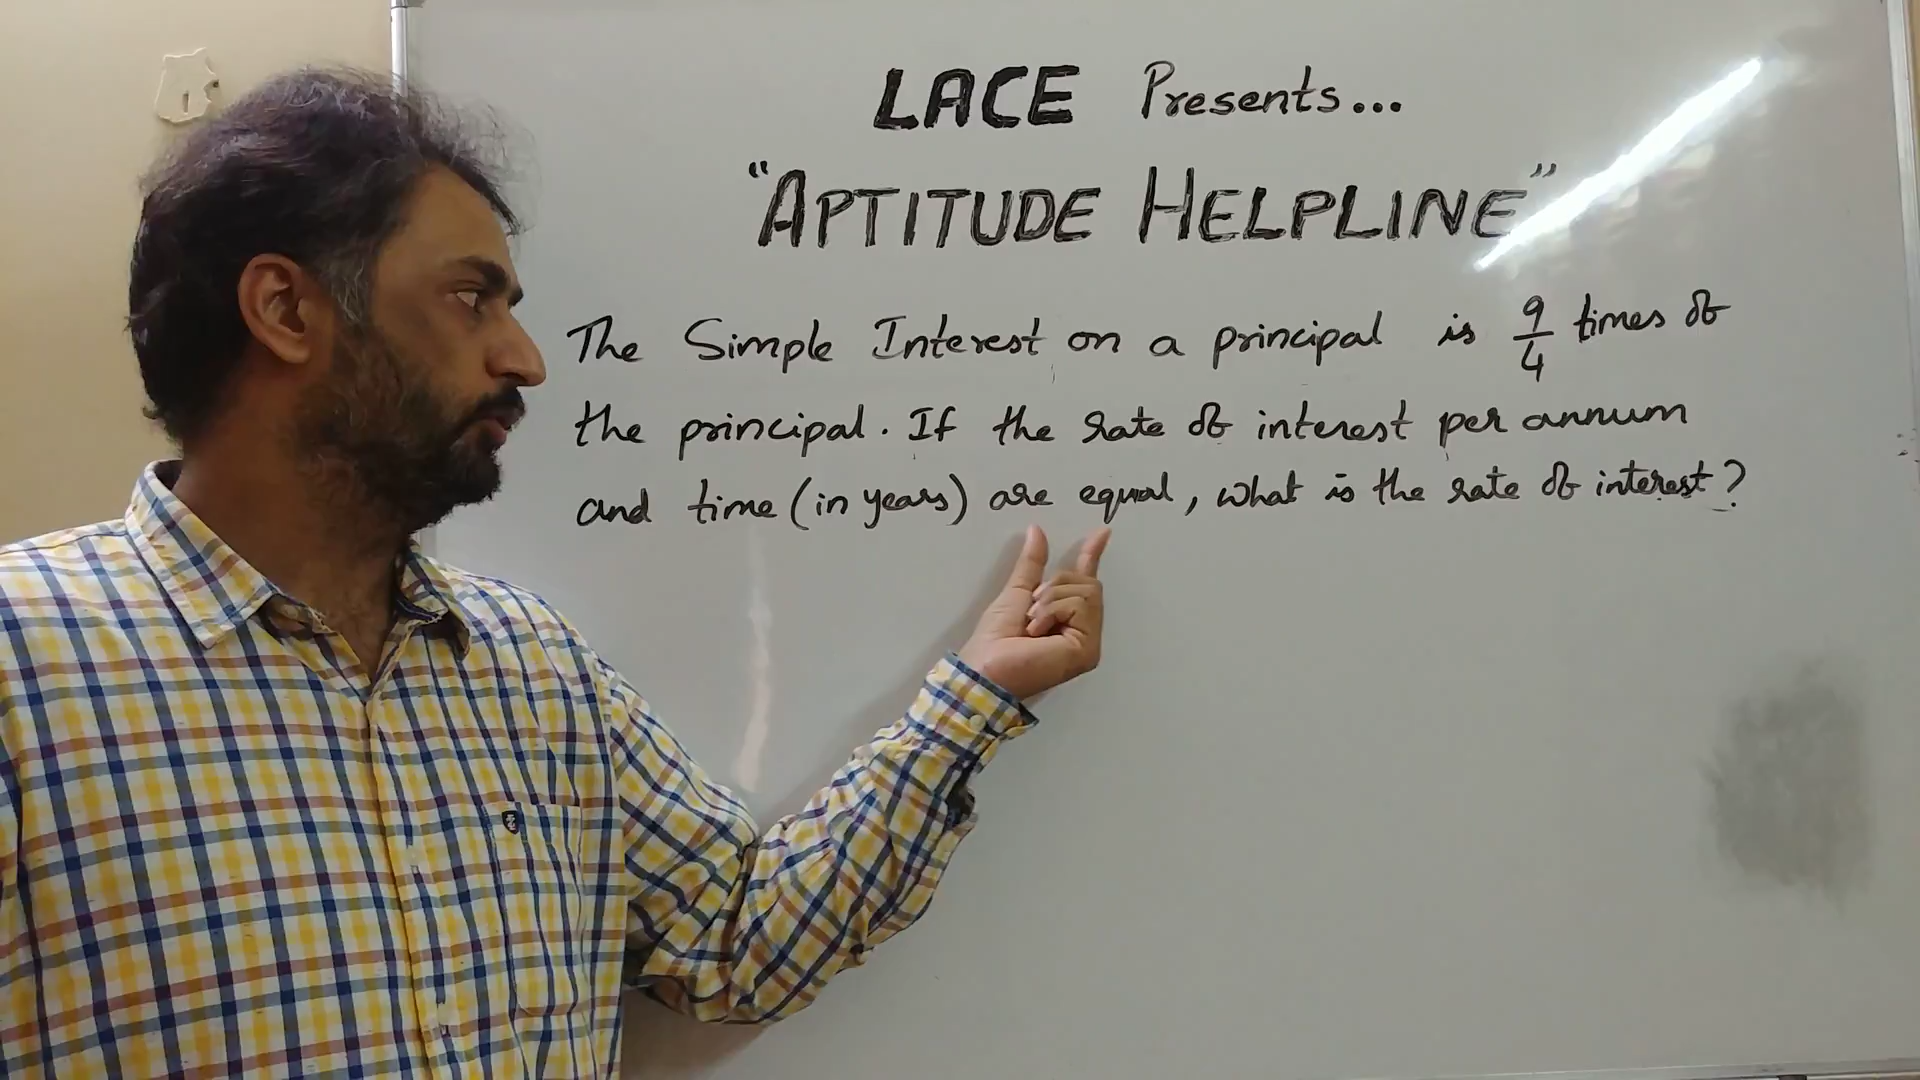 LACE Presents...
"APTITUDE HELPLINE"
The Simple Interest on a principal is 9/4 times of
the principal. If the rate of interest per annum
and time (in years) are equal, what is the rate of interest?